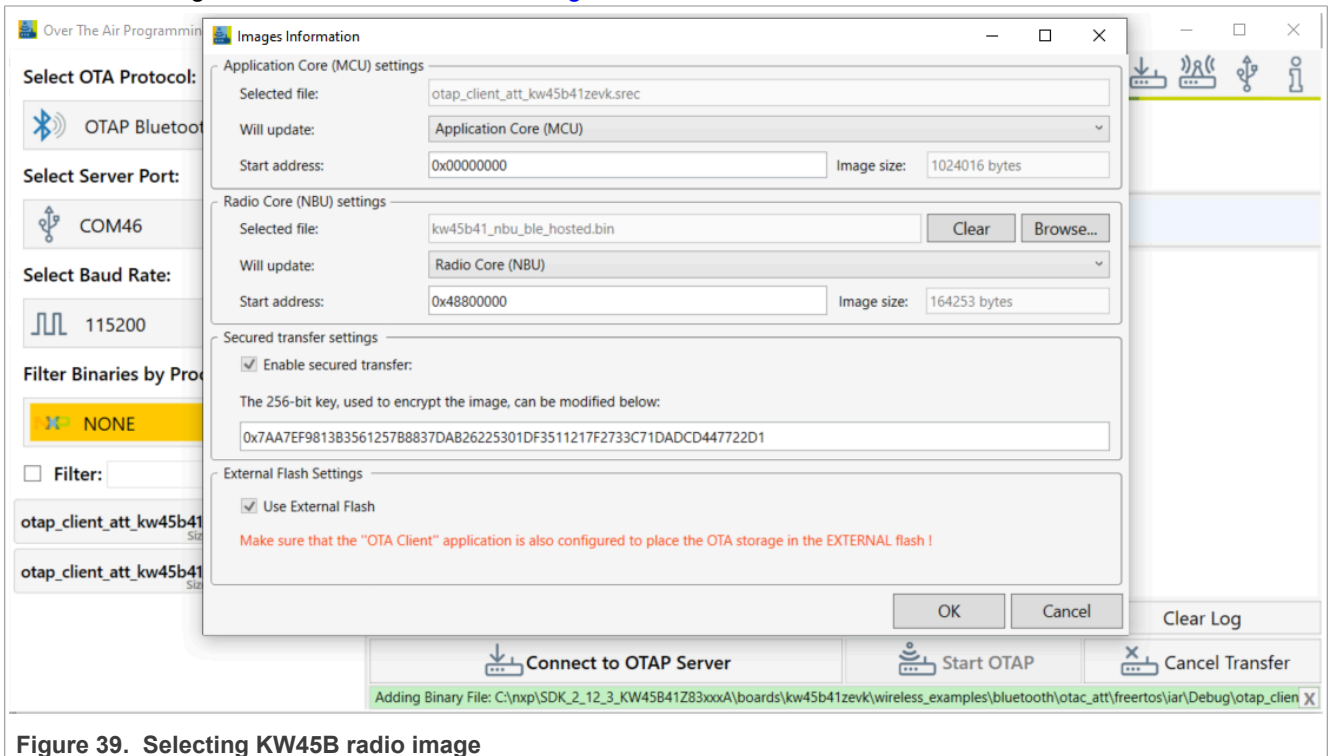 Over The Air Programmin
Images Information
Select OTA Protocol:
OTAP Bluetoot
Select Server Port:
COM46
Select Baud Rate:
115200
Filter Binaries by Pro
NXP NONE
Filter:
otap_client_att_kw45b41
Siz
otap_client_att_kw45b41
Siz
Application Core (MCU) settings
Selected file: otap_client_att_kw45b41zevk.srec
Will update: Application Core (MCU)
Start address: 0x00000000 Image size: 1024016 bytes
Radio Core (NBU) settings
Selected file: kw45b41_nbu_ble_hosted.bin Clear Browse...
Will update: Radio Core (NBU)
Start address: 0x48800000 Image size: 164253 bytes
Secured transfer settings
Enable secured transfer:
The 256-bit key, used to encrypt the image, can be modified below:
0x7AA7EF9813B3561257B8837DAB26225301DF3511217F2733C71DADCD447722D1
External Flash Settings
Use External Flash
Make sure that the "OTA Client" application is also configured to place the OTA storage in the EXTERNAL flash !
OK Cancel
Clear Log
Connect to OTAP Server Start OTAP Cancel Transfer
Adding Binary File: C:\nxp\SDK_2_12_3_KW45B41Z83xxxA\boards\kw45b41zevk\wireless_examples\bluetooth\otac_att\freertos\iar\Debug\otap_clien X
Figure 39. Selecting KW45B radio image